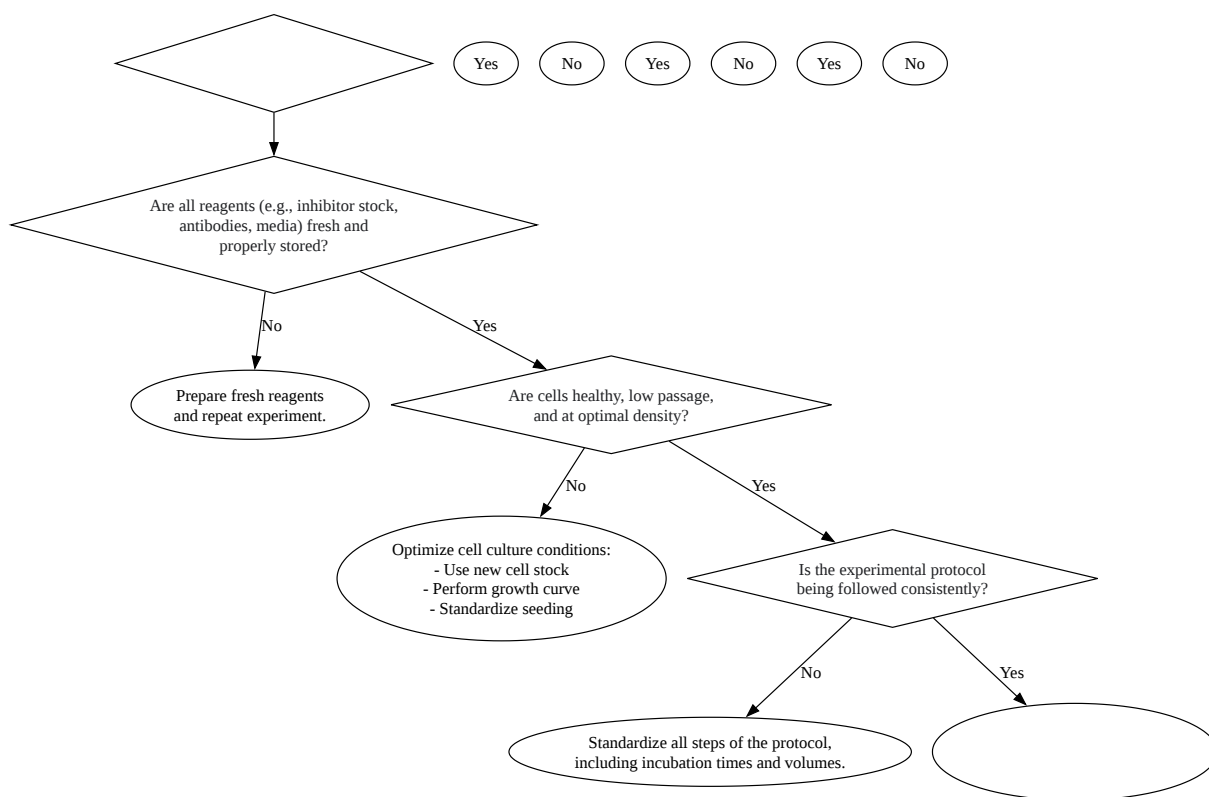 Yes
No
Yes
No
Yes
No
Are all reagents (e.g., inhibitor stock,
antibodies, media) fresh and
properly stored?
No
Yes
Prepare fresh reagents
and repeat experiment.
Are cells healthy, low passage,
and at optimal density?
No
Yes
Optimize cell culture conditions:
- Use new cell stock
- Perform growth curve
- Standardize seeding
Is the experimental protocol
being followed consistently?
No
Yes
Standardize all steps of the protocol,
including incubation times and volumes.